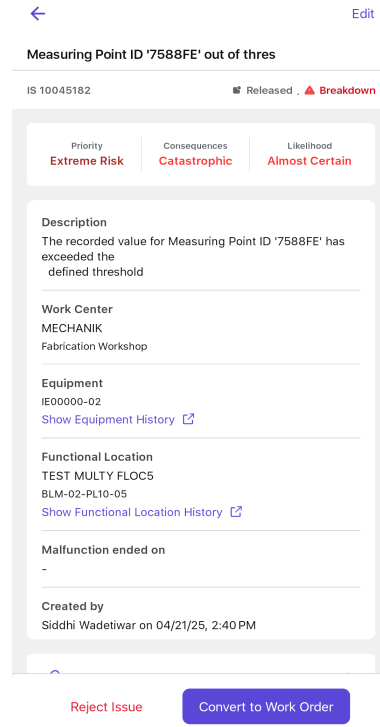 Edit
Measuring Point ID '7588FE' out of thres
IS 10045182 Released . Breakdown
Priority Consequences Likelihood
Extreme Risk Catastrophic Almost Certain
Description
The recorded value for Measuring Point ID '7588FE' has
exceeded the
defined threshold
Work Center
MECHANIK
Fabrication Workshop
Equipment
IE00000-02
Show Equipment History
Functional Location
TEST MULTY FLOC5
BLM-02-PL10-05
Show Functional Location History
Malfunction ended on
-
Created by
Siddhi Wadetiwar on 04/21/25, 2:40 PM
Reject Issue Convert to Work Order